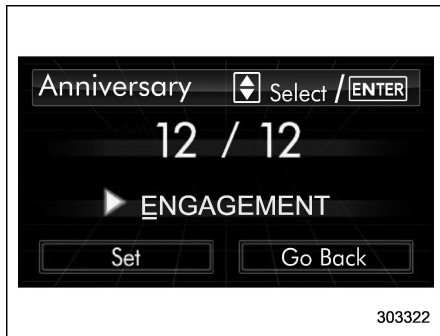 Anniversary Select / ENTER
12 / 12
ENGAGEMENT
Set Go Back
303322